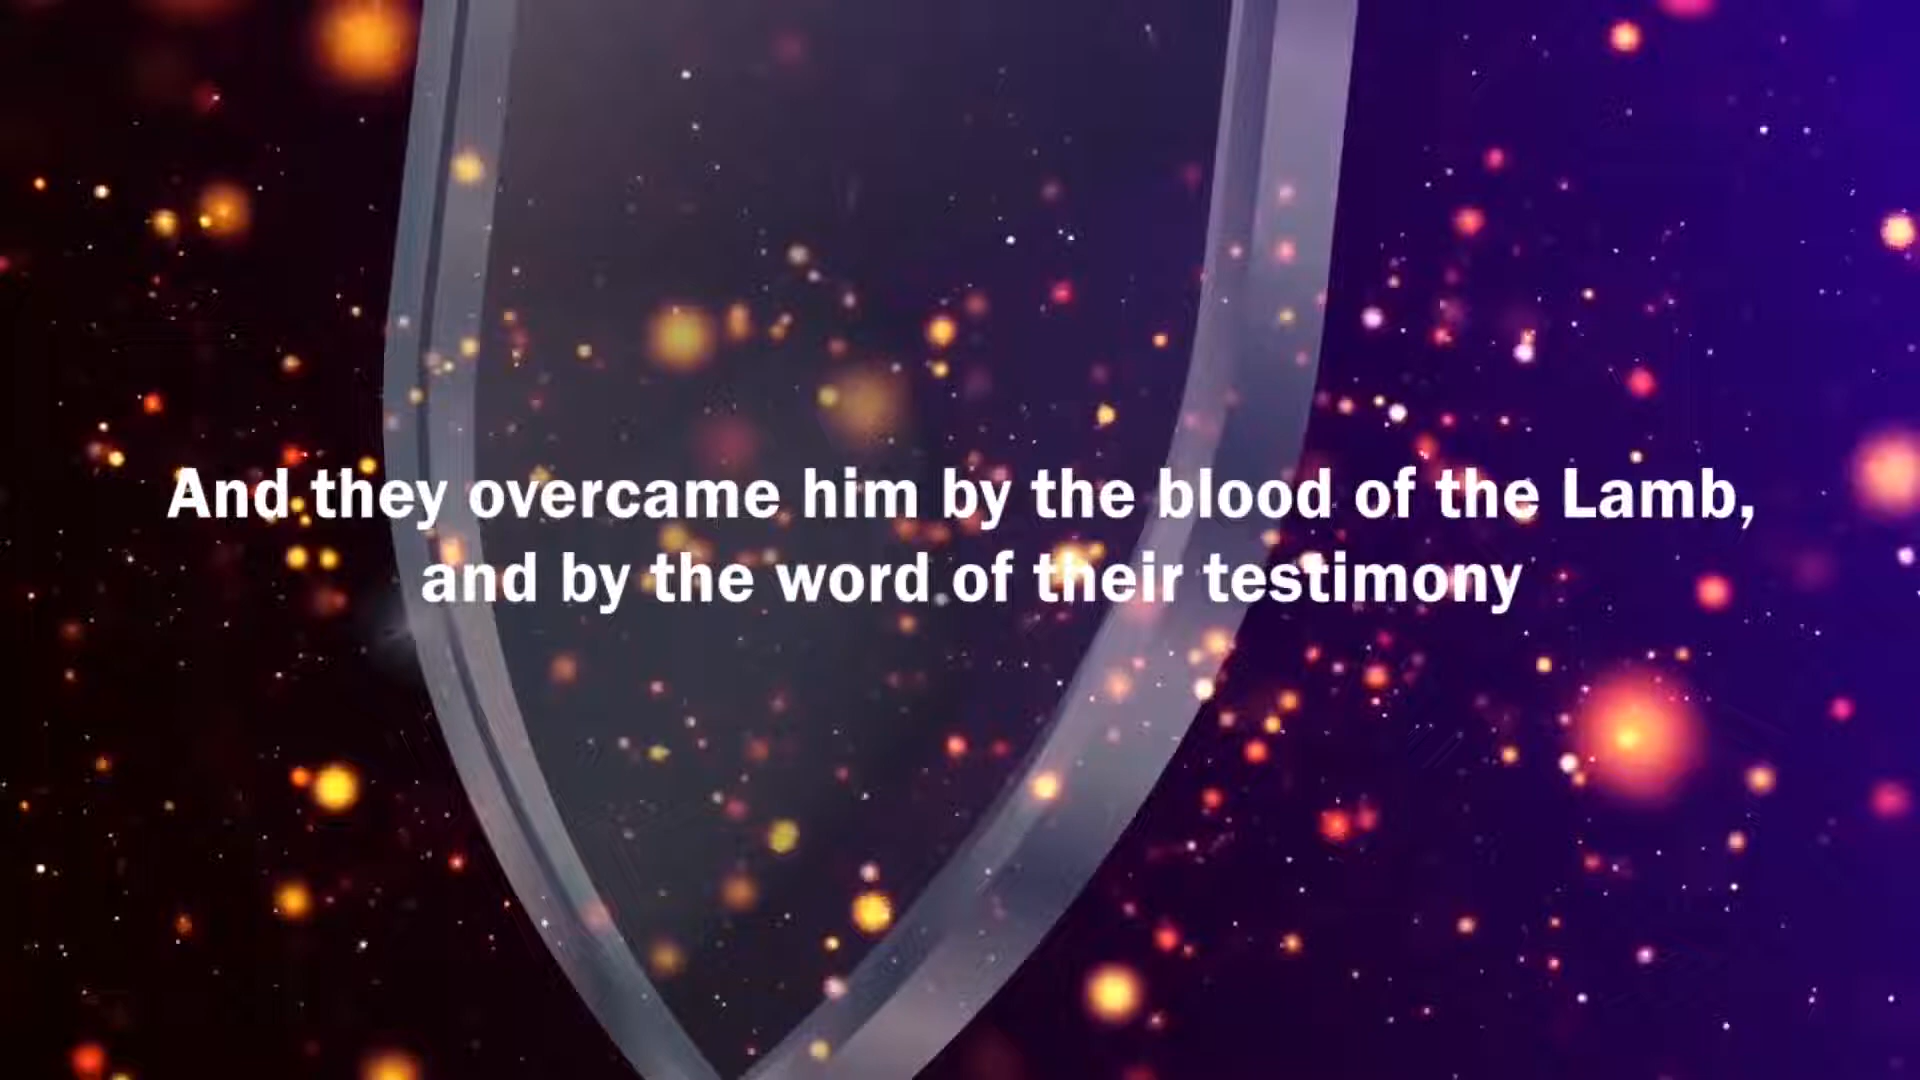 And they overcame him by the blood of the Lamb,
and by the word of their testimony